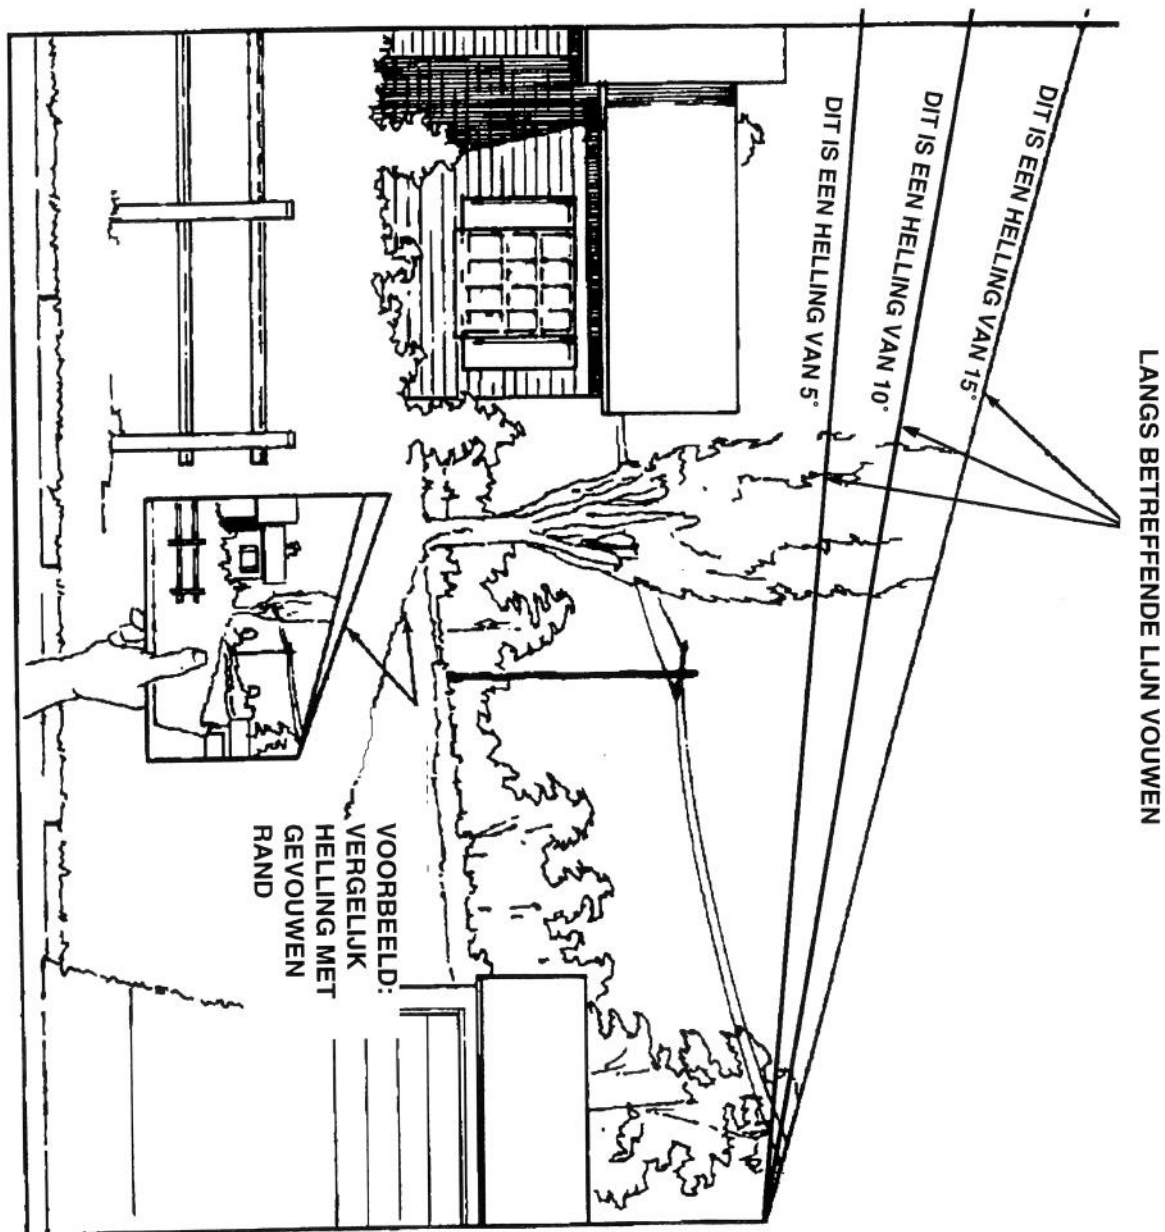 LANGS BETREFFENDE LIJN VOUWEN
DIT IS EEN HELLING VAN 15°
DIT IS EEN HELLING VAN 10°
DIT IS EEN HELLING VAN 5°
VOORBEELD:
VERGELIJK
HELLING MET
GEVOUWEN
RAND